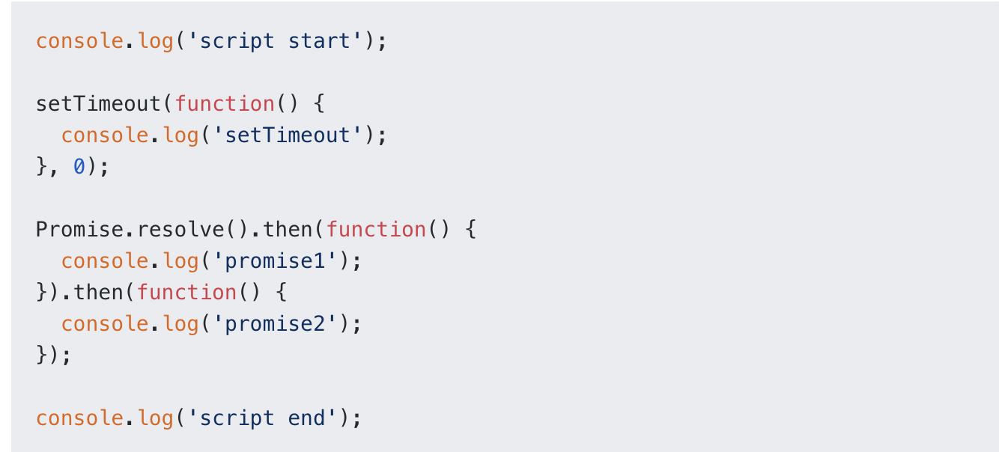 console.log('script start');
setTimeout(function() {
  console.log('setTimeout');
}, 0);
Promise.resolve().then(function() {
  console.log('promise1');
}).then(function() {
  console.log('promise2');
});
console.log('script end');